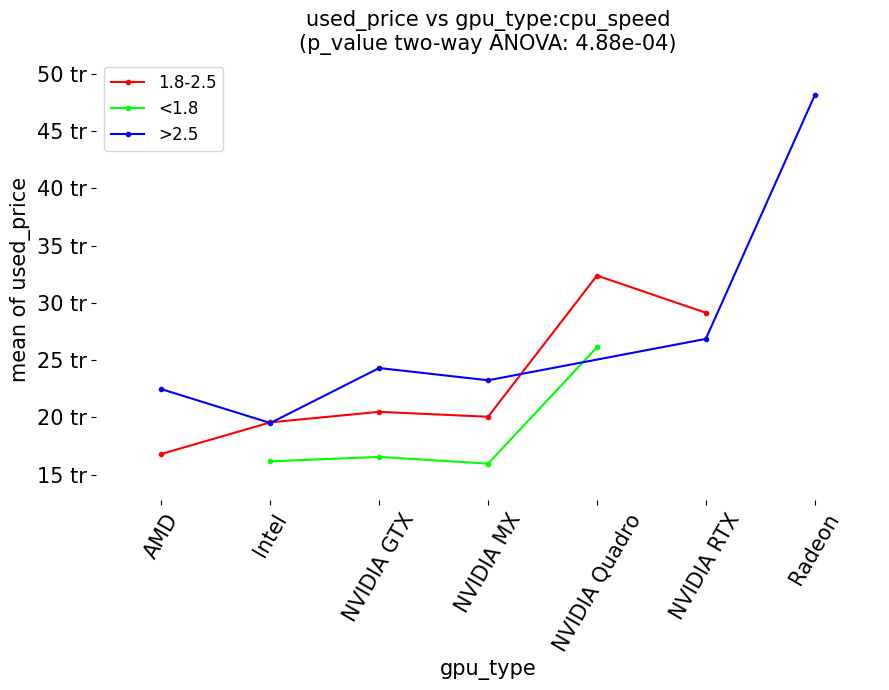 used_price vs gpu_type:cpu_speed
(p_value two-way ANOVA: 4.88e-04)
1.8-2.5
<1.8
>2.5
50 tr
45 tr
40 tr
35 tr
30 tr
25 tr
20 tr
15 tr
mean of used_price
AMD
Intel
NVIDIA GTX
NVIDIA MX
NVIDIA Quadro
NVIDIA RTX
Radeon
gpu_type